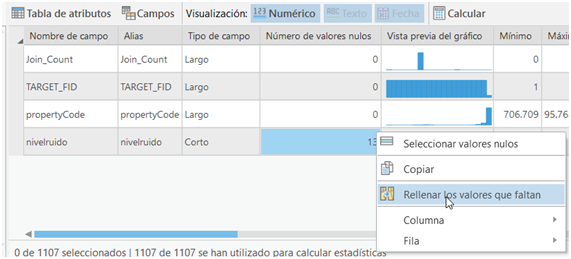 Tabla de atributos Campos Visualización: Numérico Texto Fecha Calcular
Nombre de campo Alias Tipo de campo Número de valores nulos Vista previa del gráfico Mínimo
Join_Count Join_Count Largo 0 0
TARGET_FID TARGET_FID Largo 0 1
propertyCode propertyCode Largo 0 706.709 95.76
nivelruido nivelruido Corto 13
Seleccionar valores nulos
Copiar
Rellenar los valores que faltan
Columna
Fila
0 de 1107 seleccionados | 1107 de 1107 se han utilizado para calcular estadísticas